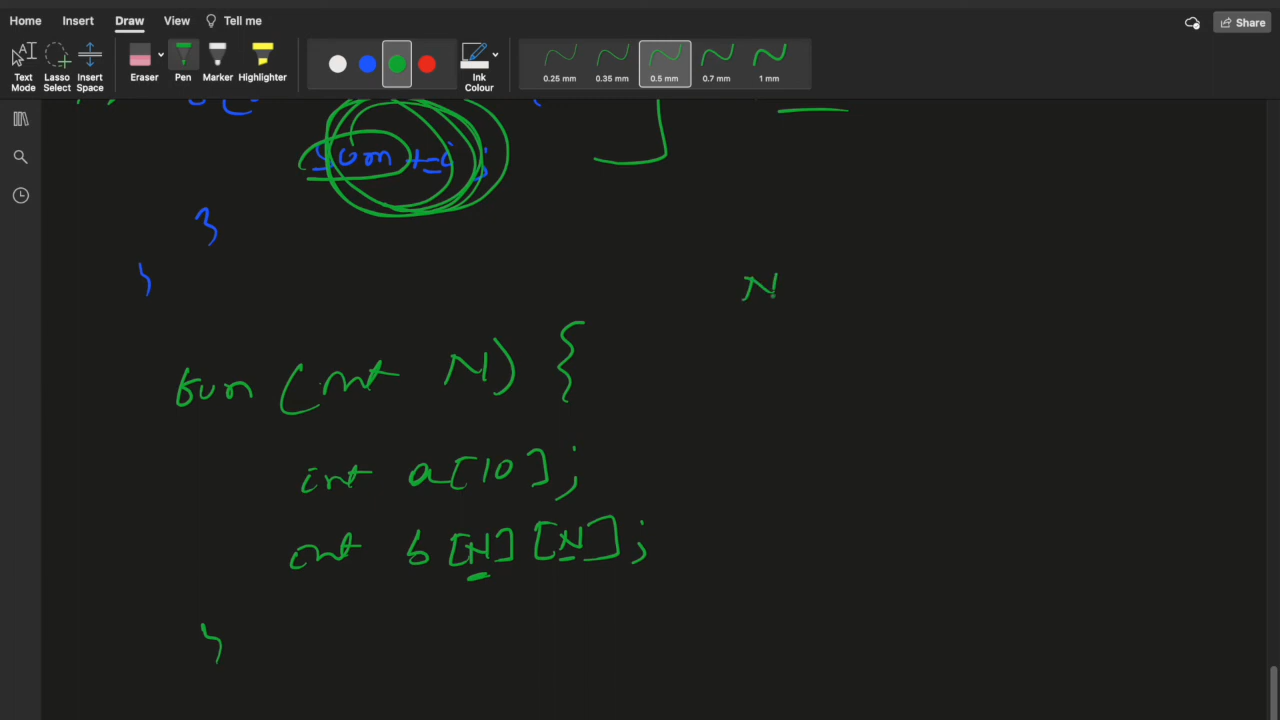 Home Insert Draw View Tell me Share
Text Mode Lasso Select Insert Space Eraser Pen Marker Highlighter Ink Colour 0.25 mm 0.35 mm 0.5 mm 0.7 mm 1 mm
sum += i;
}
}
N
fun (int N) {
int a[10];
int b[N][N];
}